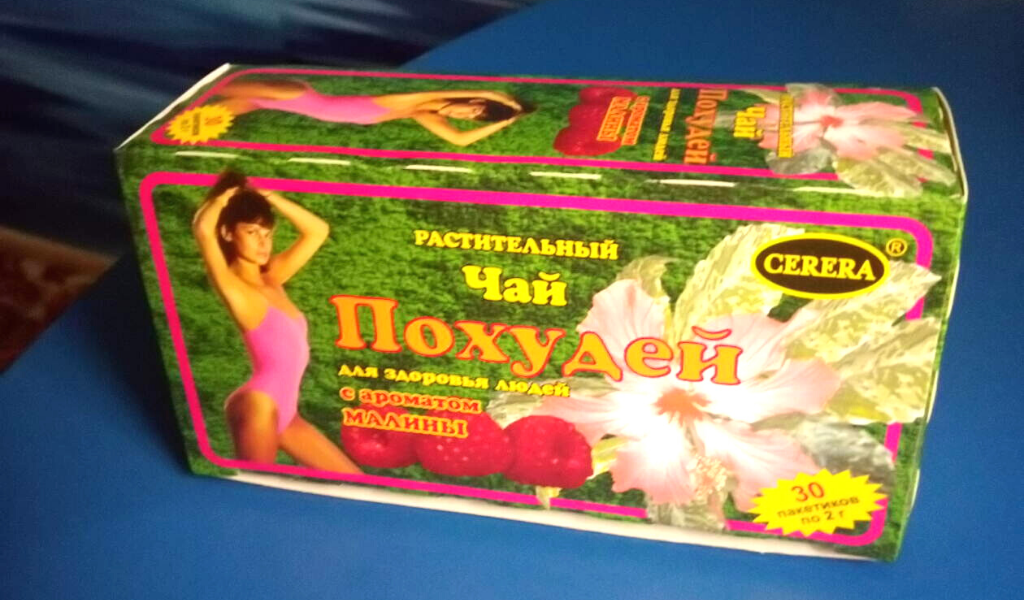 РАСТИТЕЛЬНЫЙ
Чай
Похудей
ДЛЯ ЗДОРОВЬЯ ЛЮДЕЙ
с ароматом
МАЛИНЫ
CERERA ®
30
пакетиков
по 2 г
Чай
Похудей